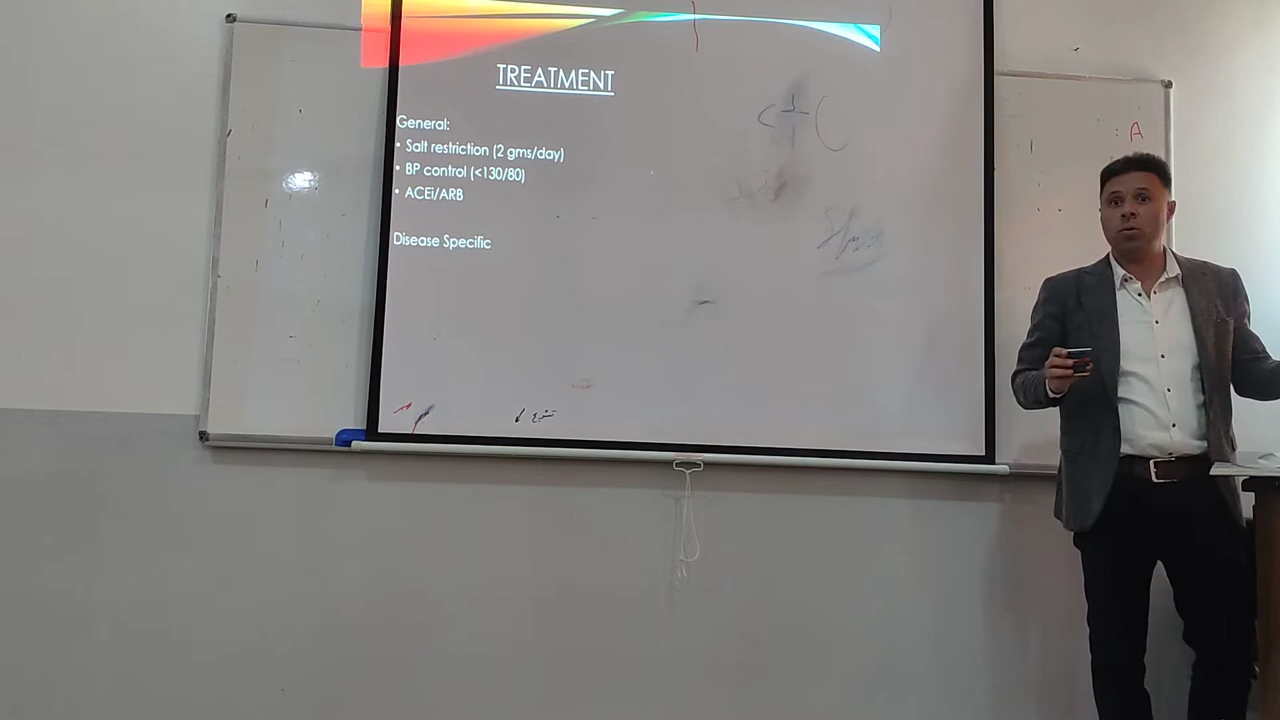 TREATMENT
General:
• Salt restriction (2 gms/day)
• BP control (<130/80)
• ACEi/ARB
Disease Specific
: A